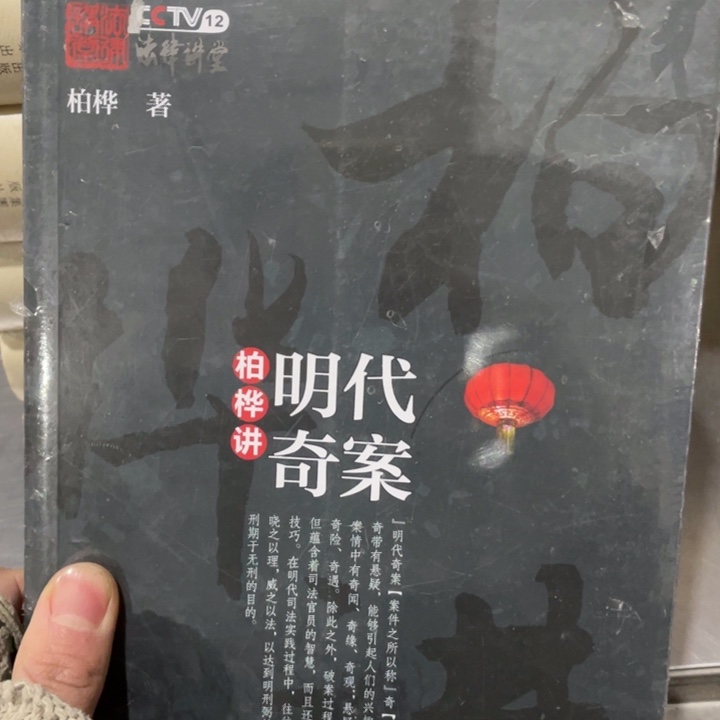 CCTV 12
法律讲堂
柏桦 著
柏桦讲
明代
奇案
『明代奇案【案件之所以称』奇【
奇带有悬疑，能够引起人们的兴
案情中有奇闻、奇缘、奇观；悬
奇险、奇遇。除此之外，破案过程
但蕴含着司法官员的智慧，而且还
技巧。在明代司法实践过程中，往
晓之以理，威之以法，以达到明刑弼
刑期于无刑的目的。